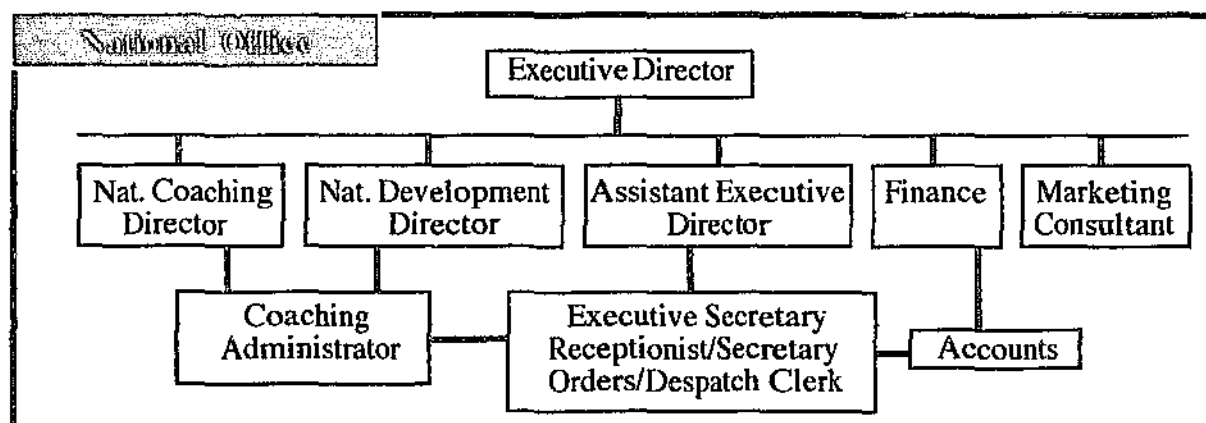 National Office
Executive Director
Nat. Coaching
Director
Nat. Development
Director
Assistant Executive
Director
Finance
Marketing
Consultant
Coaching
Administrator
Executive Secretary
Receptionist/Secretary
Orders/Despatch Clerk
Accounts